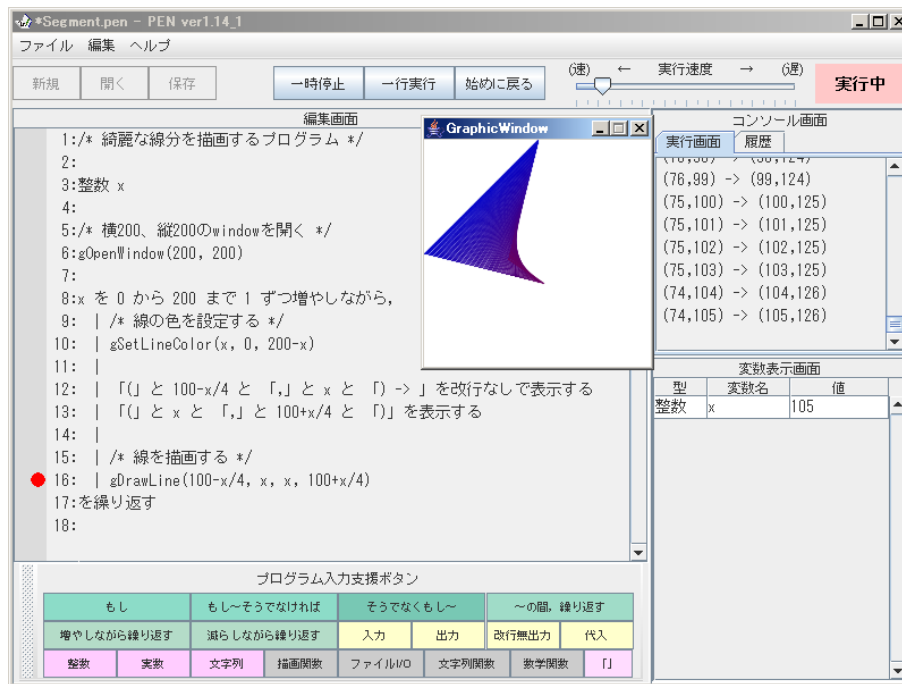 *Segment.pen - PEN ver1.14_1
ファイル 編集 ヘルプ
新規 開く 保存 一時停止 一行実行 始めに戻る (速) ← 実行速度 → (遅) 実行中
編集画面
1:/* 綺麗な線分を描画するプログラム */
2:
3:整数 x
4:
5:/* 横200、縦200のwindowを開く */
6:gOpenWindow(200, 200)
7:
8:x を 0 から 200 まで 1 ずつ増やしながら,
9: | /* 線の色を設定する */
10: | gSetLineColor(x, 0, 200-x)
11: |
12: | 「(」と 100-x/4 と 「,」と x と 「) -> 」を改行なしで表示する
13: | 「(」と x と 「,」と 100+x/4 と 「)」を表示する
14: |
15: | /* 線を描画する */
16: | gDrawLine(100-x/4, x, x, 100+x/4)
17:を繰り返す
18:
GraphicWindow
コンソール画面
実行画面 履歴
(76,99) -> (99,124)
(75,100) -> (100,125)
(75,101) -> (101,125)
(75,102) -> (102,125)
(75,103) -> (103,125)
(74,104) -> (104,126)
(74,105) -> (105,126)
変数表示画面
型 変数名 値
整数 x 105
プログラム入力支援ボタン
もし もし～そうでなければ そうでなくもし～ ～の間, 繰り返す
増やしながら繰り返す 減らしながら繰り返す 入力 出力 改行無出力 代入
整数 実数 文字列 描画関数 ファイルI/O 文字列関数 数学関数 「」